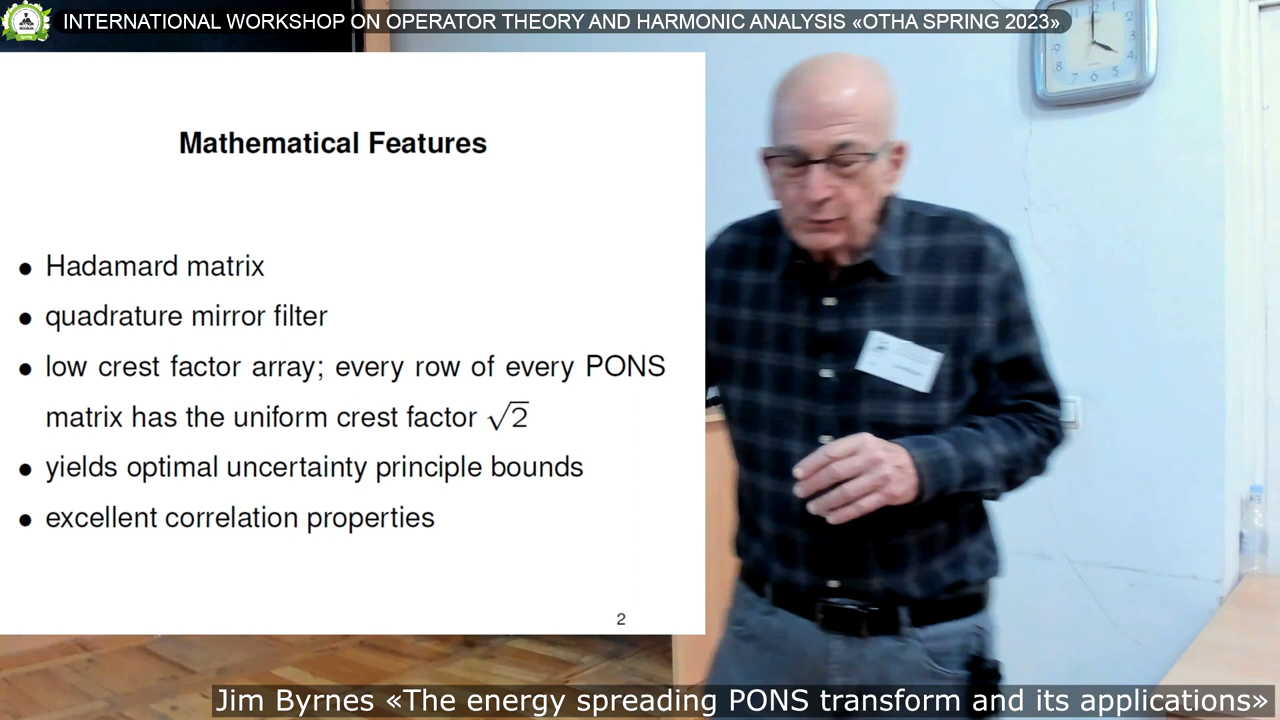 INTERNATIONAL WORKSHOP ON OPERATOR THEORY AND HARMONIC ANALYSIS «OTHA SPRING 2023»
Mathematical Features
• Hadamard matrix
• quadrature mirror filter
• low crest factor array; every row of every PONS
matrix has the uniform crest factor √2
• yields optimal uncertainty principle bounds
• excellent correlation properties
2
Jim Byrnes «The energy spreading PONS transform and its applications»